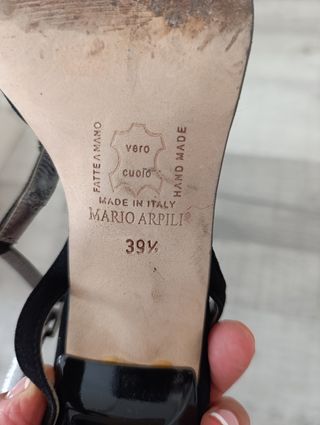 FATTE A MANO
vero
cuoio
HAND MADE
MADE IN ITALY
MARIO ARPILI
39½